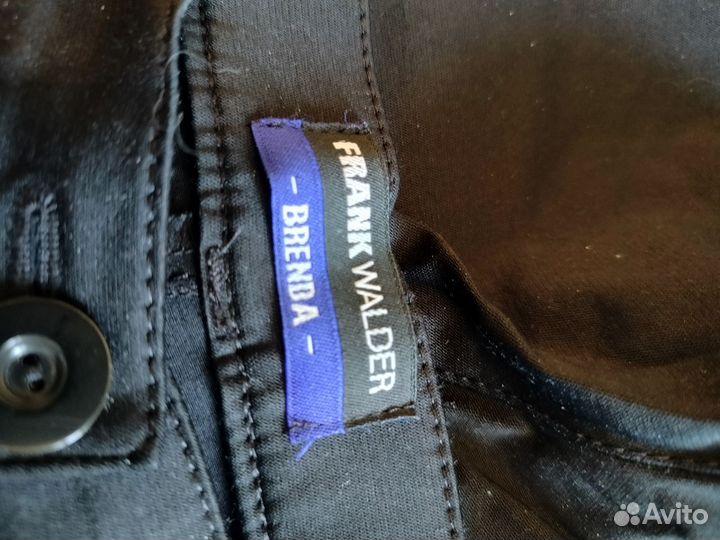 FRANK WALDER
- BRENDA -
Avito